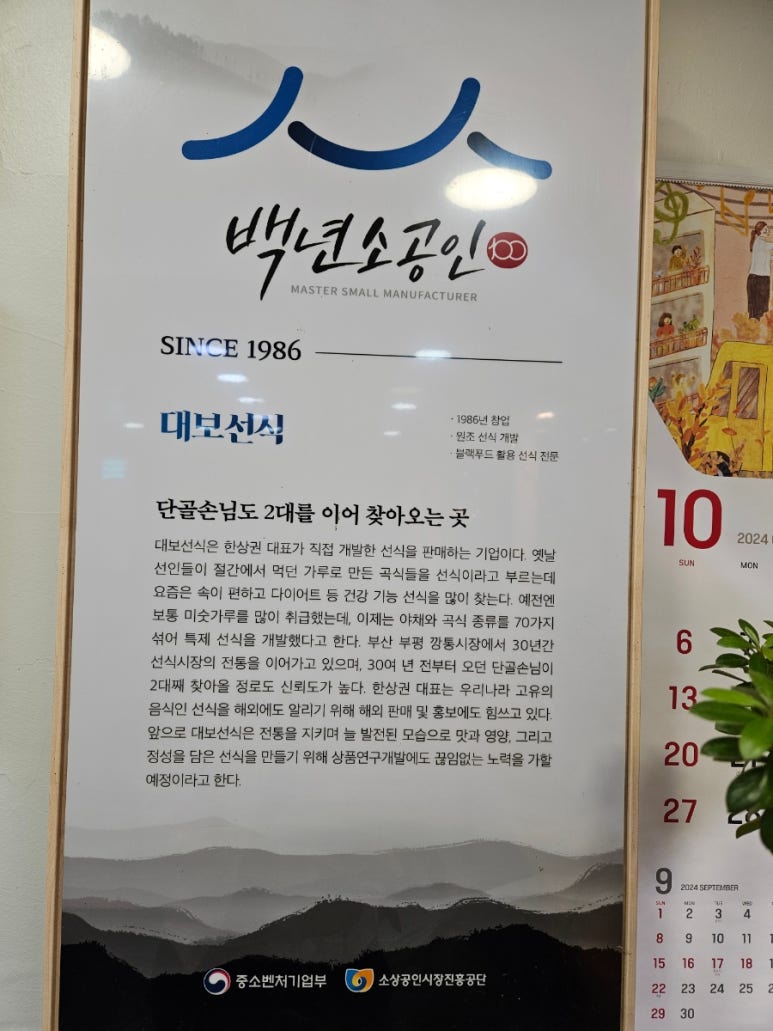 백년소공인 100
MASTER SMALL MANUFACTURER
SINCE 1986
대보선식
· 1986년 창업
· 원조 선식 개발
· 블랙푸드 활용 선식 전문
단골손님도 2대를 이어 찾아오는 곳
대보선식은 한상권 대표가 직접 개발한 선식을 판매하는 기업이다. 옛날
선인들이 절간에서 먹던 가루로 만든 곡식들을 선식이라고 부르는데
요즘은 속이 편하고 다이어트 등 건강 기능 선식을 많이 찾는다. 예전엔
보통 미숫가루를 많이 취급했는데, 이제는 야채와 곡식 종류를 70가지
섞어 특제 선식을 개발했다고 한다. 부산 부평 깡통시장에서 30년간
선식시장의 전통을 이어가고 있으며, 30여 년 전부터 오던 단골손님이
2대째 찾아올 정로도 신뢰도가 높다. 한상권 대표는 우리나라 고유의
음식인 선식을 해외에도 알리기 위해 해외 판매 및 홍보에도 힘쓰고 있다.
앞으로 대보선식은 전통을 지키며 늘 발전된 모습으로 맛과 영양, 그리고
정성을 담은 선식을 만들기 위해 상품연구개발에도 끊임없는 노력을 가할
예정이라고 한다.
중소벤처기업부 소상공인시장진흥공단
10 2024
SUN MON
6
13
20
27
9 2024 SEPTEMBER
SUN MON TUE WED
1 2 3 4
8 9 10 11
15 16 17 18
22 23 24 25
29 30